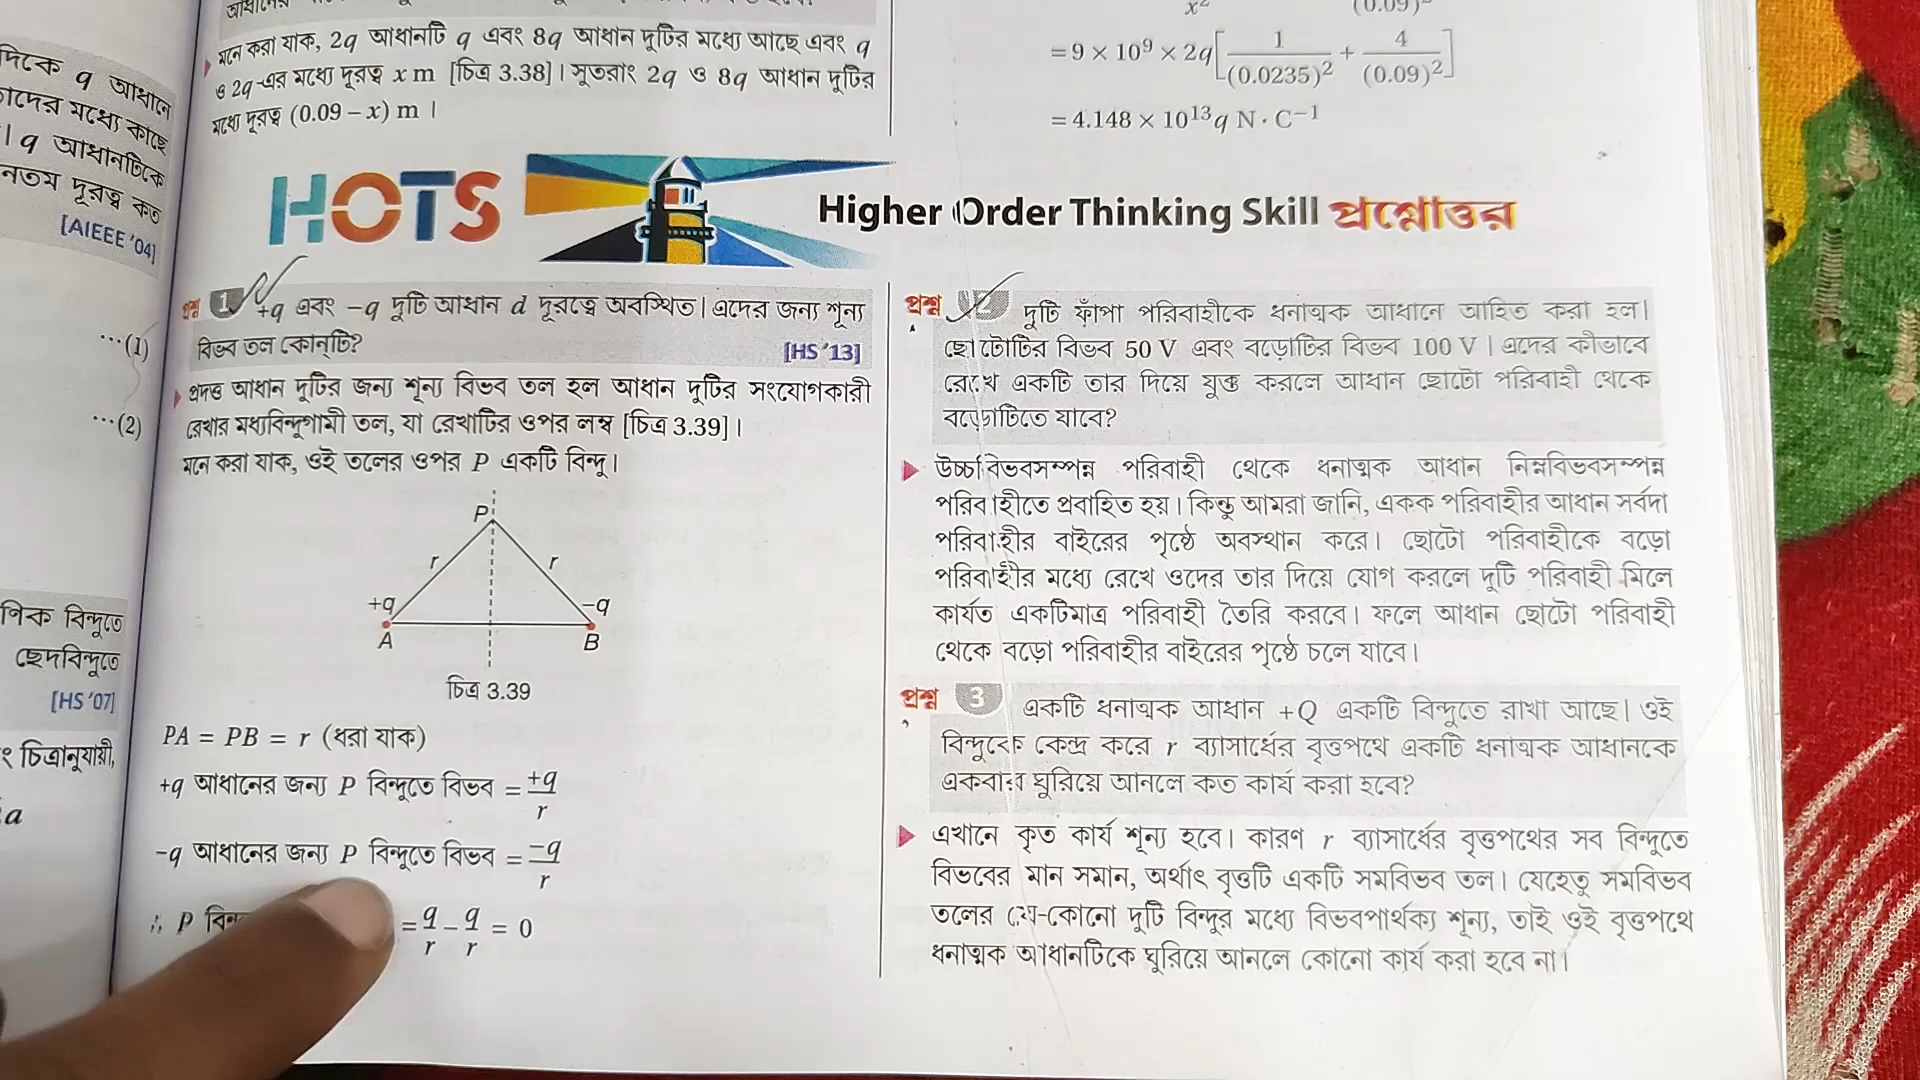 আধানের
মনে করা যাক, 2q আধানটি q এবং 8q আধান দুটির মধ্যে আছে এবং q
ও 2q-এর মধ্যে দূরত্ব x m [চিত্র 3.38]। সুতরাং 2q ও 8q আধান দুটির
মধ্যে দূরত্ব (0.09 – x) m ।
x² (0.09)²
= 9 × 10⁹ × 2q[1/(0.0235)² + 4/(0.09)²]
= 4.148 × 10¹³q N · C⁻¹
দিকে q আধানে
মধ্যে কাছে
q আধানটিকে
দূরত্ব কত
[AIEEE '04]
...(1)
...(2)
বিন্দুতে
ছেদবিন্দুতে
[HS '07]
চিত্রানুযায়ী,
a
HOTS
Higher Order Thinking Skill প্রশ্নোত্তর
প্রশ্ন 1 +q এবং –q দুটি আধান d দূরত্বে অবস্থিত। এদের জন্য শূন্য
বিভব তল কোন্‌টি? [HS '13]
প্রদত্ত আধান দুটির জন্য শূন্য বিভব তল হল আধান দুটির সংযোগকারী
রেখার মধ্যবিন্দুগামী তল, যা রেখাটির ওপর লম্ব [চিত্র 3.39]।
মনে করা যাক, ওই তলের ওপর P একটি বিন্দু।
P
r r
+q –q
A B
চিত্র 3.39
PA = PB = r (ধরা যাক)
+q আধানের জন্য P বিন্দুতে বিভব = +q/r
–q আধানের জন্য P বিন্দুতে বিভব = –q/r
∴ P = q/r – q/r = 0
প্রশ্ন 2 দুটি ফাঁপা পরিবাহীকে ধনাত্মক আধানে আহিত করা হল।
ছোটোটির বিভব 50 V এবং বড়োটির বিভব 100 V । এদের কীভাবে
রেখে একটি তার দিয়ে যুক্ত করলে আধান ছোটো পরিবাহী থেকে
বড়োটিতে যাবে?
উচ্চবিভবসম্পন্ন পরিবাহী থেকে ধনাত্মক আধান নিম্নবিভবসম্পন্ন
পরিবাহীতে প্রবাহিত হয়। কিন্তু আমরা জানি, একক পরিবাহীর আধান সর্বদা
পরিবাহীর বাইরের পৃষ্ঠে অবস্থান করে। ছোটো পরিবাহীকে বড়ো
পরিবাহীর মধ্যে রেখে ওদের তার দিয়ে যোগ করলে দুটি পরিবাহী মিলে
কার্যত একটিমাত্র পরিবাহী তৈরি করবে। ফলে আধান ছোটো পরিবাহী
থেকে বড়ো পরিবাহীর বাইরের পৃষ্ঠে চলে যাবে।
প্রশ্ন 3 একটি ধনাত্মক আধান +Q একটি বিন্দুতে রাখা আছে। ওই
বিন্দুকে কেন্দ্র করে r ব্যাসার্ধের বৃত্তপথে একটি ধনাত্মক আধানকে
একবার ঘুরিয়ে আনলে কত কার্য করা হবে?
এখানে কৃত কার্য শূন্য হবে। কারণ r ব্যাসার্ধের বৃত্তপথের সব বিন্দুতে
বিভবের মান সমান, অর্থাৎ বৃত্তটি একটি সমবিভব তল। যেহেতু সমবিভব
তলের যে-কোনো দুটি বিন্দুর মধ্যে বিভবপার্থক্য শূন্য, তাই ওই বৃত্তপথে
ধনাত্মক আধানটিকে ঘুরিয়ে আনলে কোনো কার্য করা হবে না।